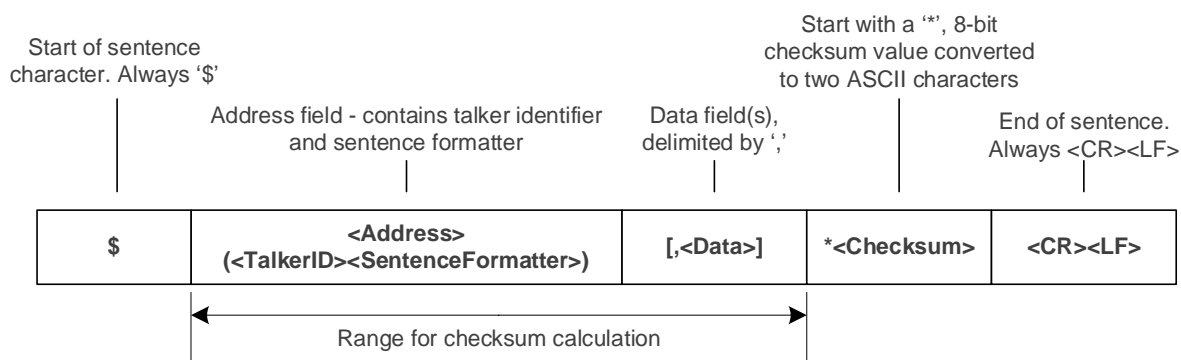 Start of sentence
character. Always ‘$’
Address field - contains talker identifier
and sentence formatter
Data field(s),
delimited by ‘,’
Start with a ‘*’, 8-bit
checksum value converted
to two ASCII characters
End of sentence.
Always <CR><LF>
$
<Address>
(<TalkerID><SentenceFormatter>)
[,<Data>]
*<Checksum>
<CR><LF>
Range for checksum calculation